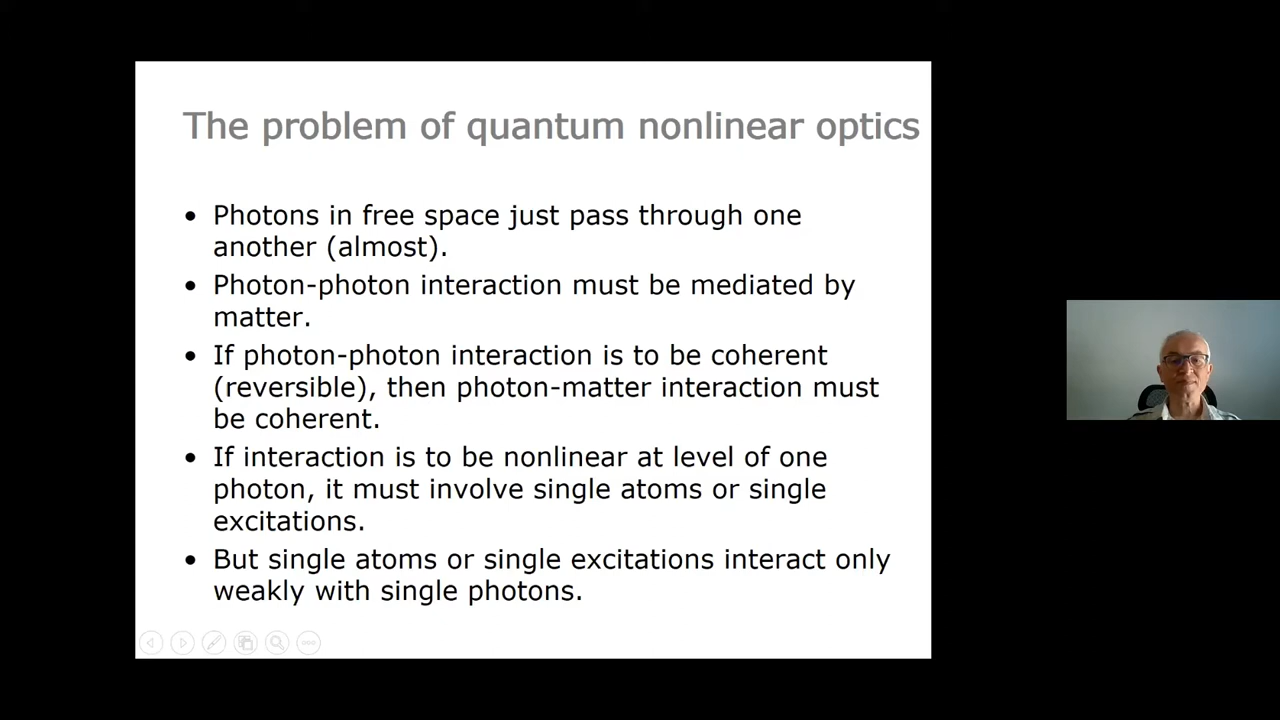 The problem of quantum nonlinear optics
• Photons in free space just pass through one
another (almost).
• Photon-photon interaction must be mediated by
matter.
• If photon-photon interaction is to be coherent
(reversible), then photon-matter interaction must
be coherent.
• If interaction is to be nonlinear at level of one
photon, it must involve single atoms or single
excitations.
• But single atoms or single excitations interact only
weakly with single photons.